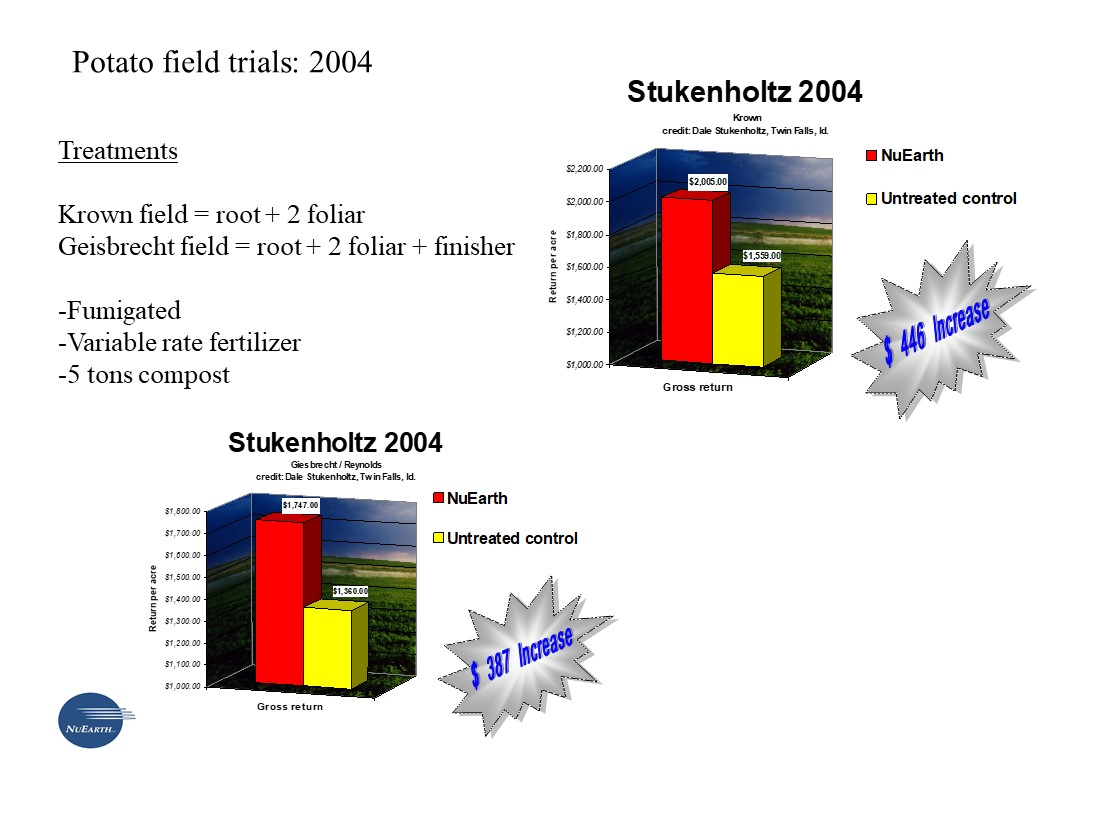 Potato field trials: 2004
Treatments
Krown field = root + 2 foliar
Geisbrecht field = root + 2 foliar + finisher
-Fumigated
-Variable rate fertilizer
-5 tons compost
Stukenholtz 2004
Krown
credit: Dale Stukenholtz, Twin Falls, Id.
$2,200.00
$2,000.00
$1,800.00
$1,600.00
$1,400.00
$1,200.00
$1,000.00
Return per acre
$2,005.00
$1,559.00
Gross return
NuEarth
Untreated control
$ 446 Increase
Stukenholtz 2004
Giesbrecht / Reynolds
credit: Dale Stukenholtz, Twin Falls, Id.
$1,800.00
$1,700.00
$1,600.00
$1,500.00
$1,400.00
$1,300.00
$1,200.00
$1,100.00
$1,000.00
Return per acre
$1,747.00
$1,360.00
Gross return
NuEarth
Untreated control
$ 387 Increase
NUEARTH